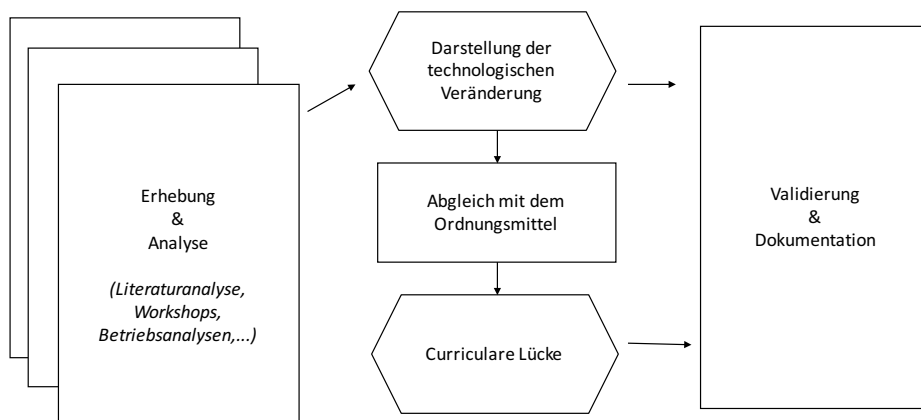 Erhebung
&
Analyse
(Literaturanalyse,
Workshops,
Betriebsanalysen,...)
Darstellung der
technologischen
Veränderung
Abgleich mit dem
Ordnungsmittel
Curriculare Lücke
Validierung
&
Dokumentation